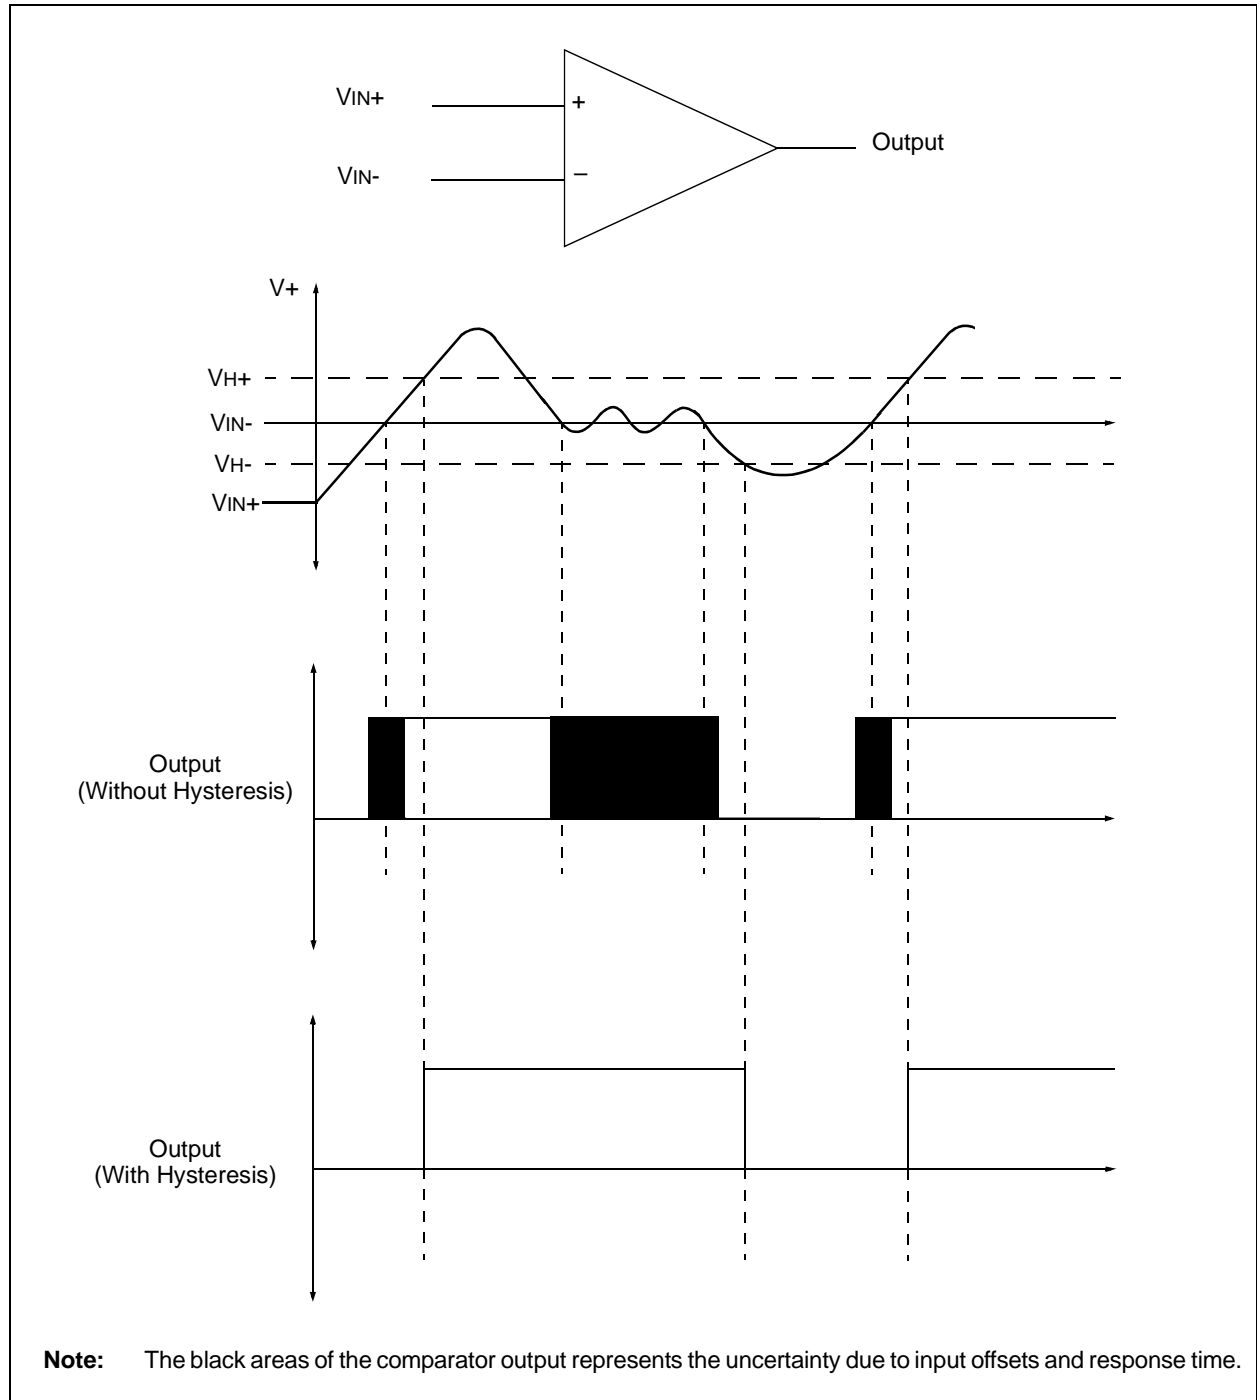 VIN+
+
Output
VIN-
–
V+
VH+
VIN-
VH-
VIN+
Output
(Without Hysteresis)
Output
(With Hysteresis)
Note: The black areas of the comparator output represents the uncertainty due to input offsets and response time.